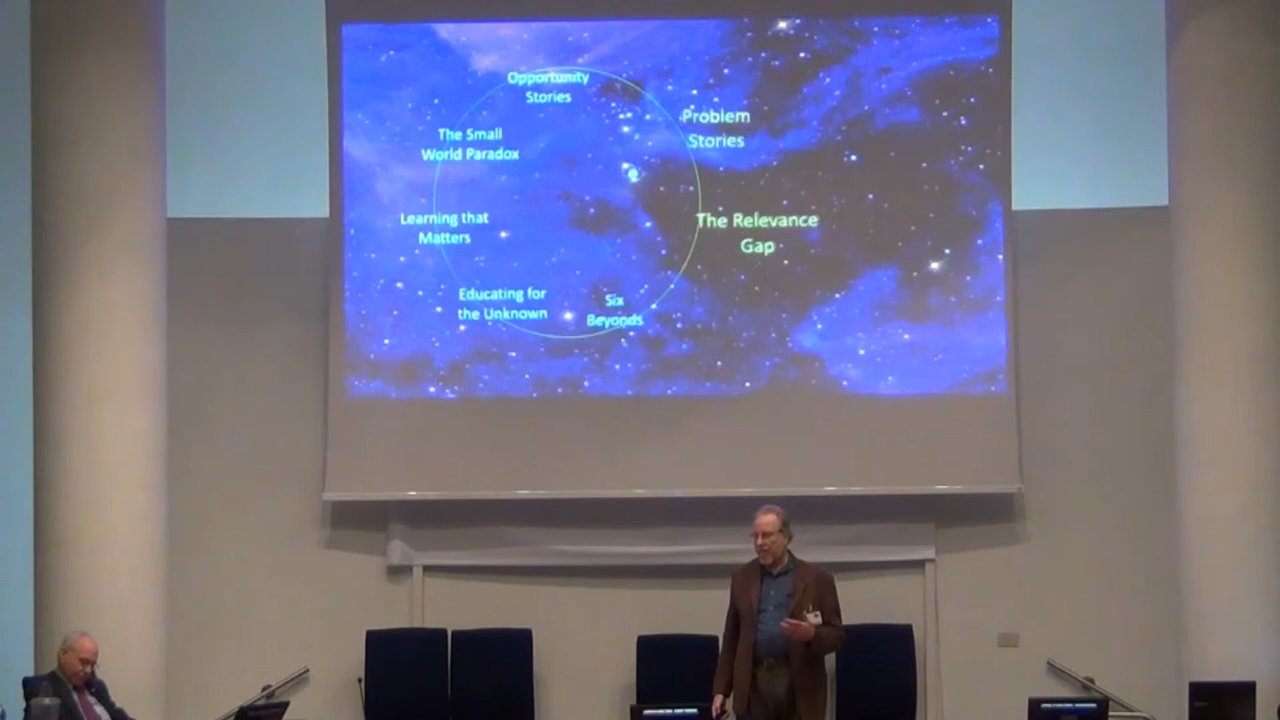 Opportunity
Stories
Problem
Stories
The Small
World Paradox
Learning that
Matters
The Relevance
Gap
Educating for
the Unknown
Six
Beyonds